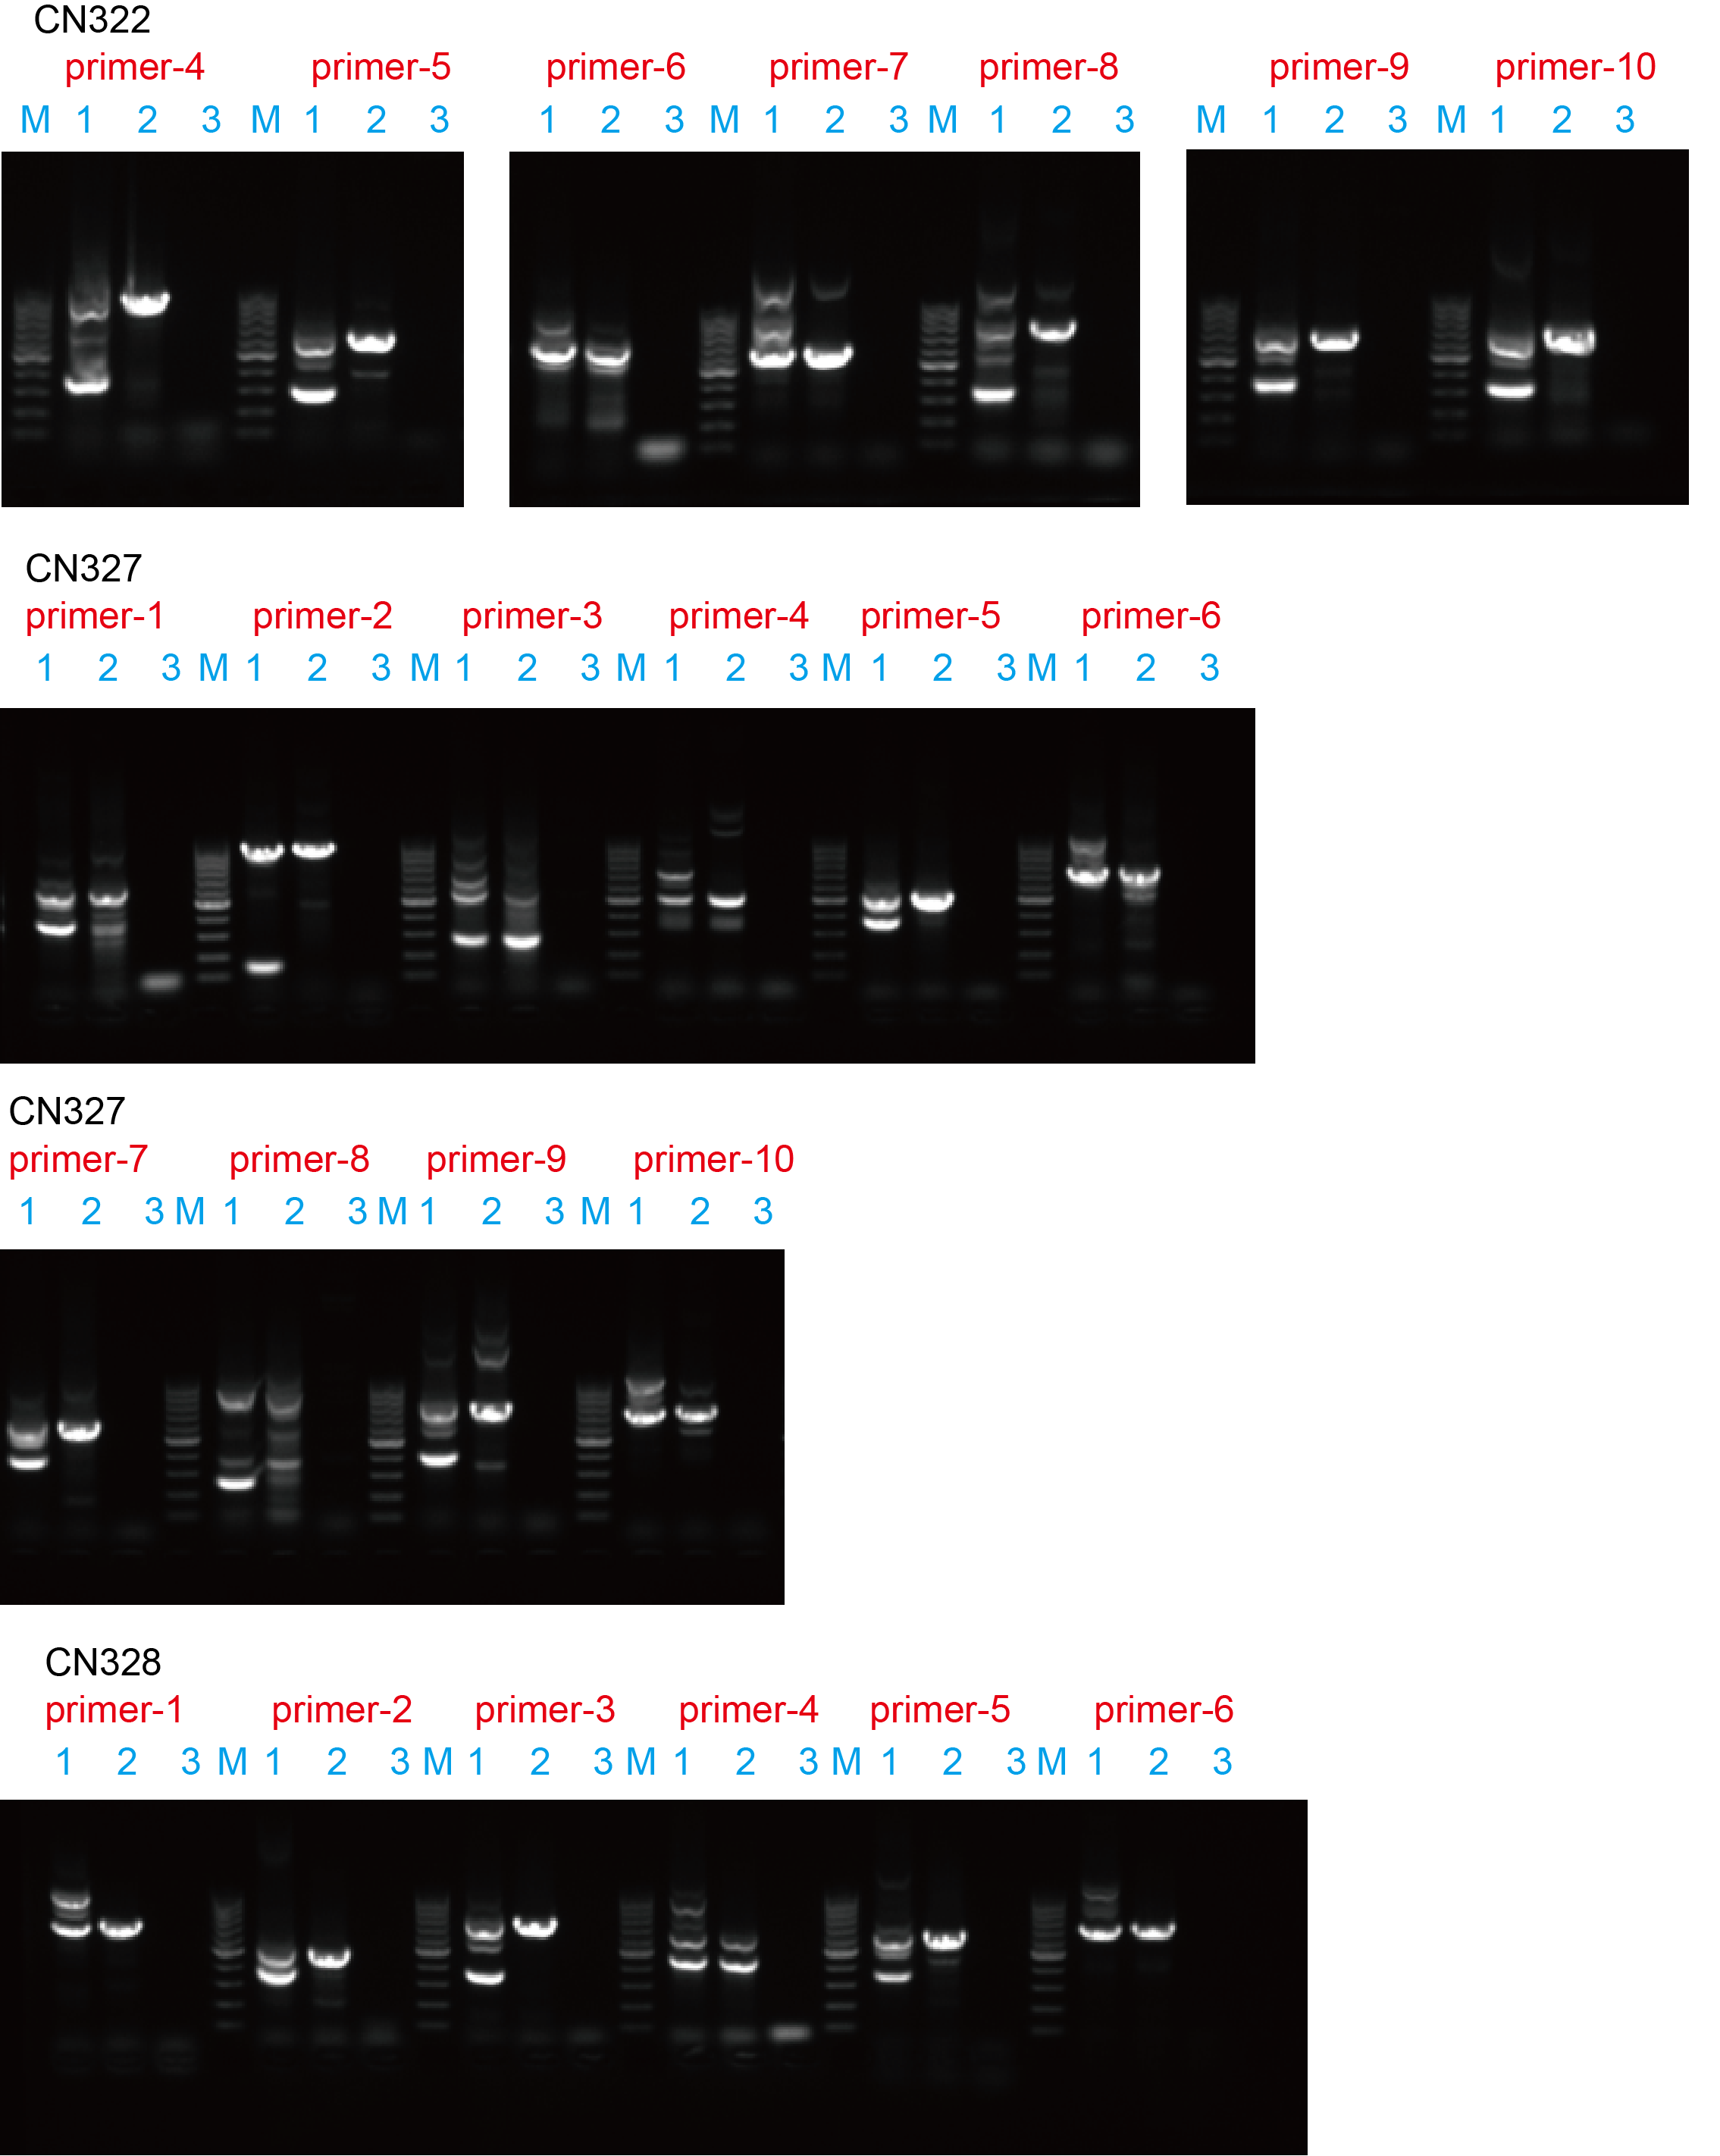 CN322
primer-4 primer-5 primer-6 primer-7 primer-8 primer-9 primer-10
M 1 2 3 M 1 2 3 1 2 3 M 1 2 3 M 1 2 3 M 1 2 3 M 1 2 3
CN327
primer-1 primer-2 primer-3 primer-4 primer-5 primer-6
1 2 3 M 1 2 3 M 1 2 3 M 1 2 3 M 1 2 3 M 1 2 3
CN327
primer-7 primer-8 primer-9 primer-10
1 2 3 M 1 2 3 M 1 2 3 M 1 2 3
CN328
primer-1 primer-2 primer-3 primer-4 primer-5 primer-6
1 2 3 M 1 2 3 M 1 2 3 M 1 2 3 M 1 2 3 M 1 2 3